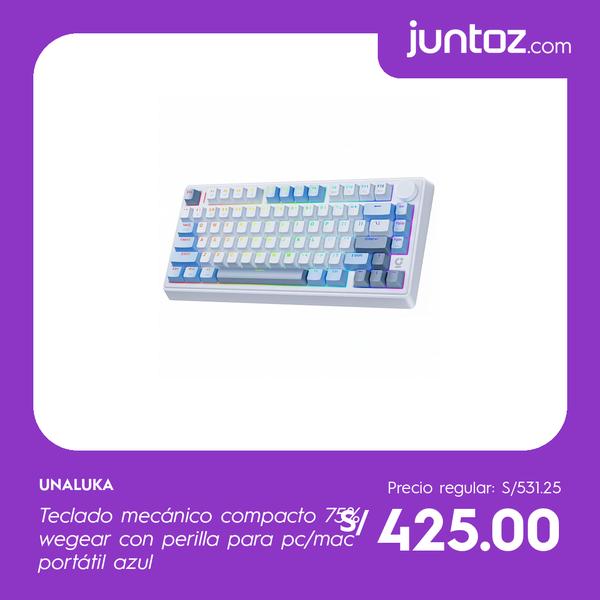 juntoz.com
UNALUKA
Precio regular: S/531.25
Teclado mecánico compacto 75%
wegear con perilla para pc/mac
portátil azul
S/ 425.00